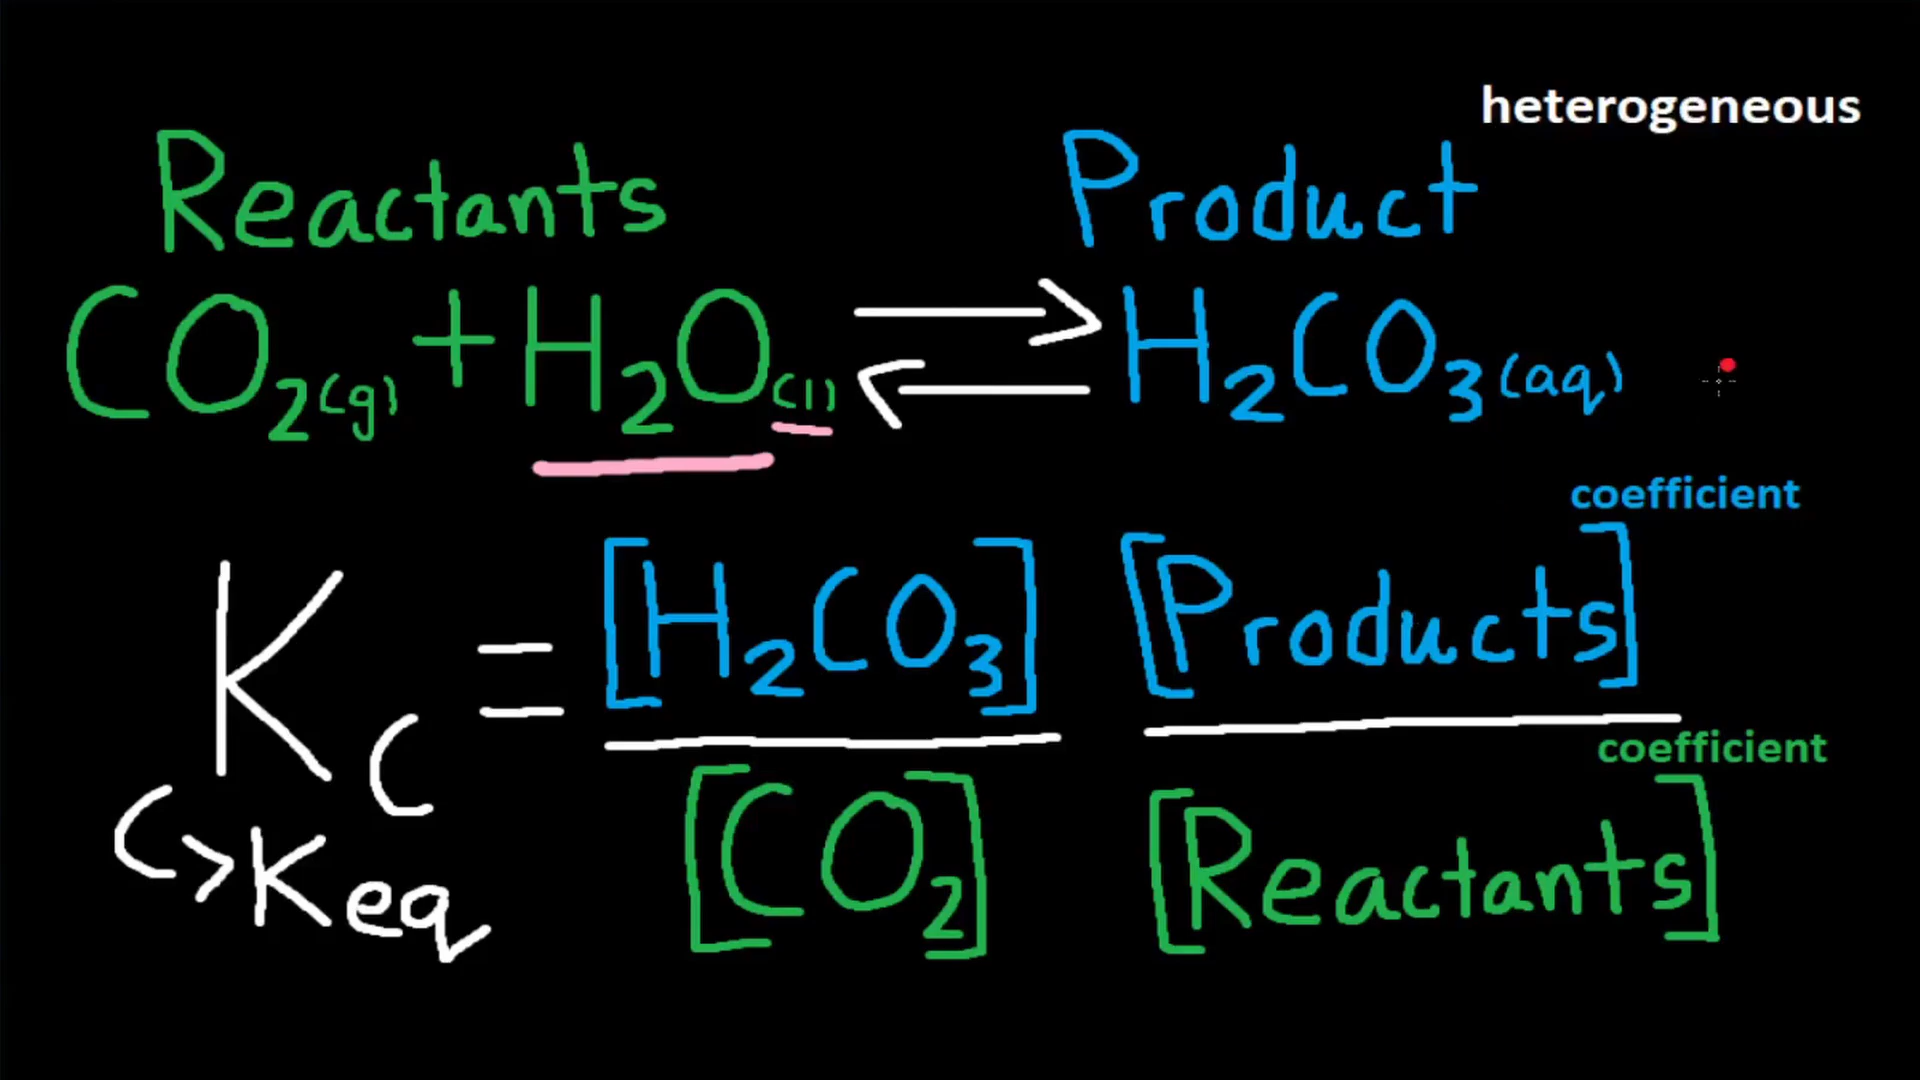 heterogeneous
Reactants Product
CO₂(g) + H₂O(l) ⇌ H₂CO₃(aq)
coefficient
Kc = [H₂CO₃] [Products]
coefficient
[CO₂] [Reactants]
Keq